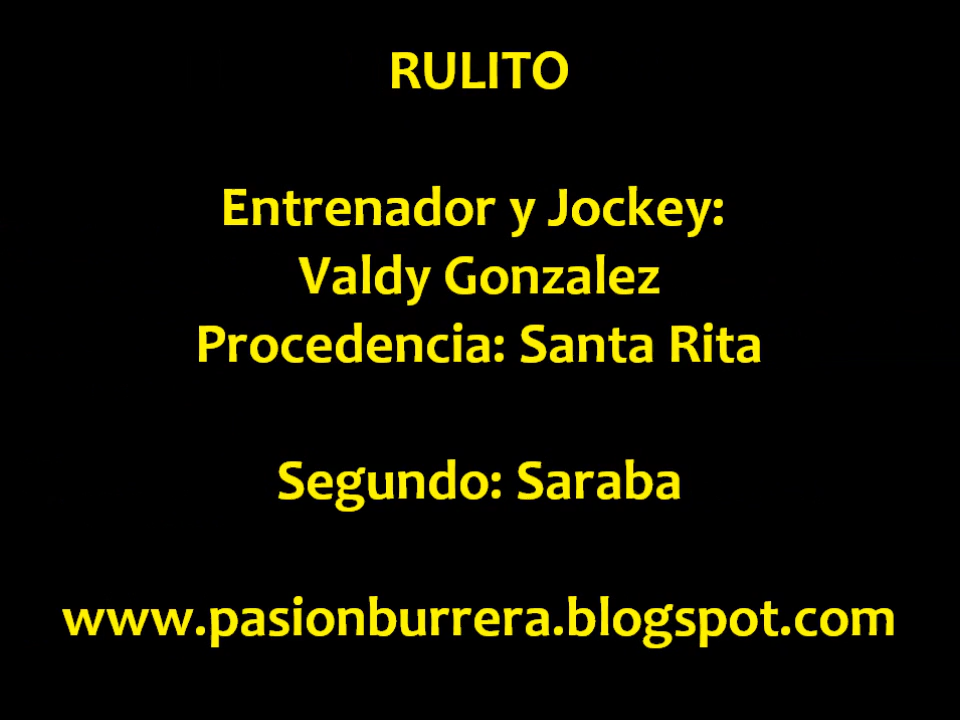 RULITO
Entrenador y Jockey:
Valdy Gonzalez
Procedencia: Santa Rita
Segundo: Saraba
www.pasionburrera.blogspot.com